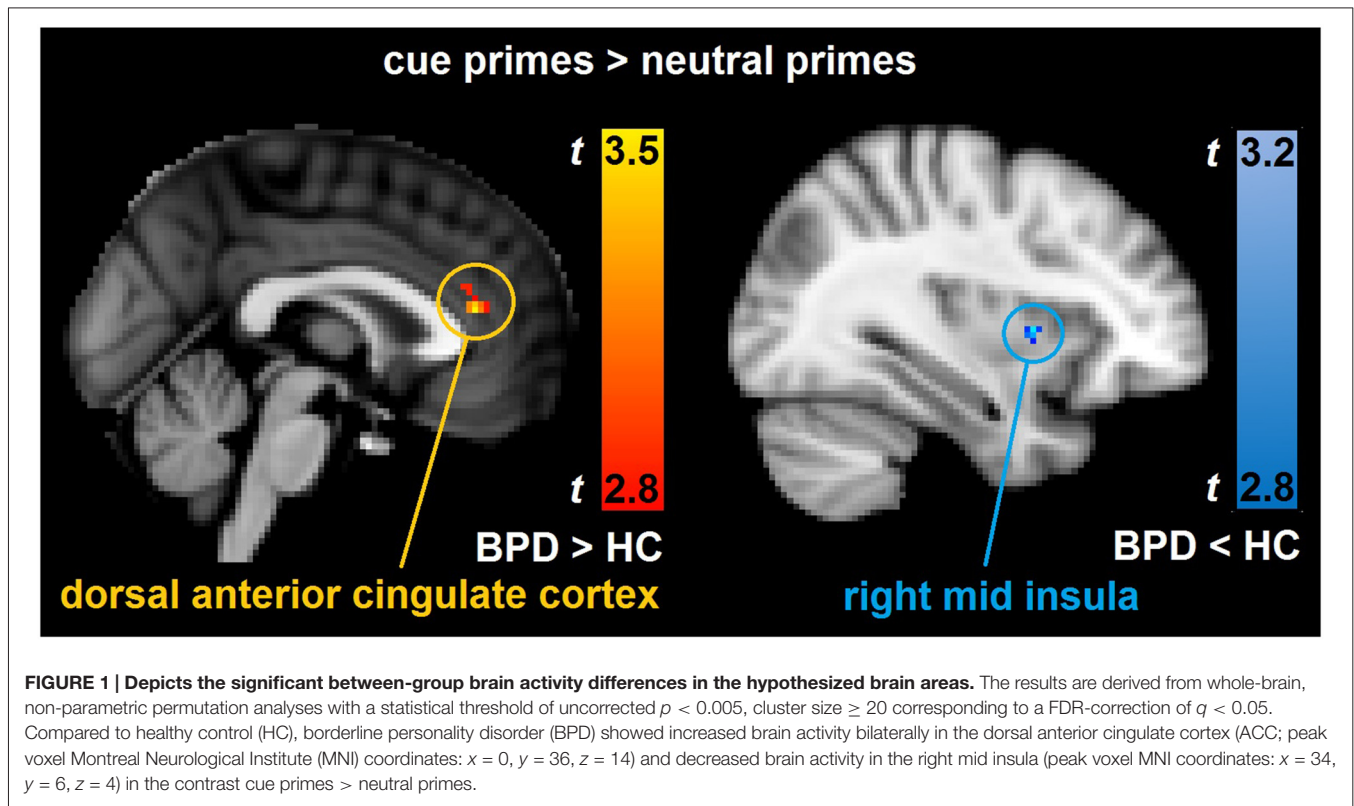 cue primes > neutral primes
t 3.5
t 2.8
BPD > HC
dorsal anterior cingulate cortex
t 3.2
t 2.8
BPD < HC
right mid insula
FIGURE 1 | Depicts the significant between-group brain activity differences in the hypothesized brain areas. The results are derived from whole-brain,
non-parametric permutation analyses with a statistical threshold of uncorrected p < 0.005, cluster size ≥ 20 corresponding to a FDR-correction of q < 0.05.
Compared to healthy control (HC), borderline personality disorder (BPD) showed increased brain activity bilaterally in the dorsal anterior cingulate cortex (ACC; peak
voxel Montreal Neurological Institute (MNI) coordinates: x = 0, y = 36, z = 14) and decreased brain activity in the right mid insula (peak voxel MNI coordinates: x = 34,
y = 6, z = 4) in the contrast cue primes > neutral primes.